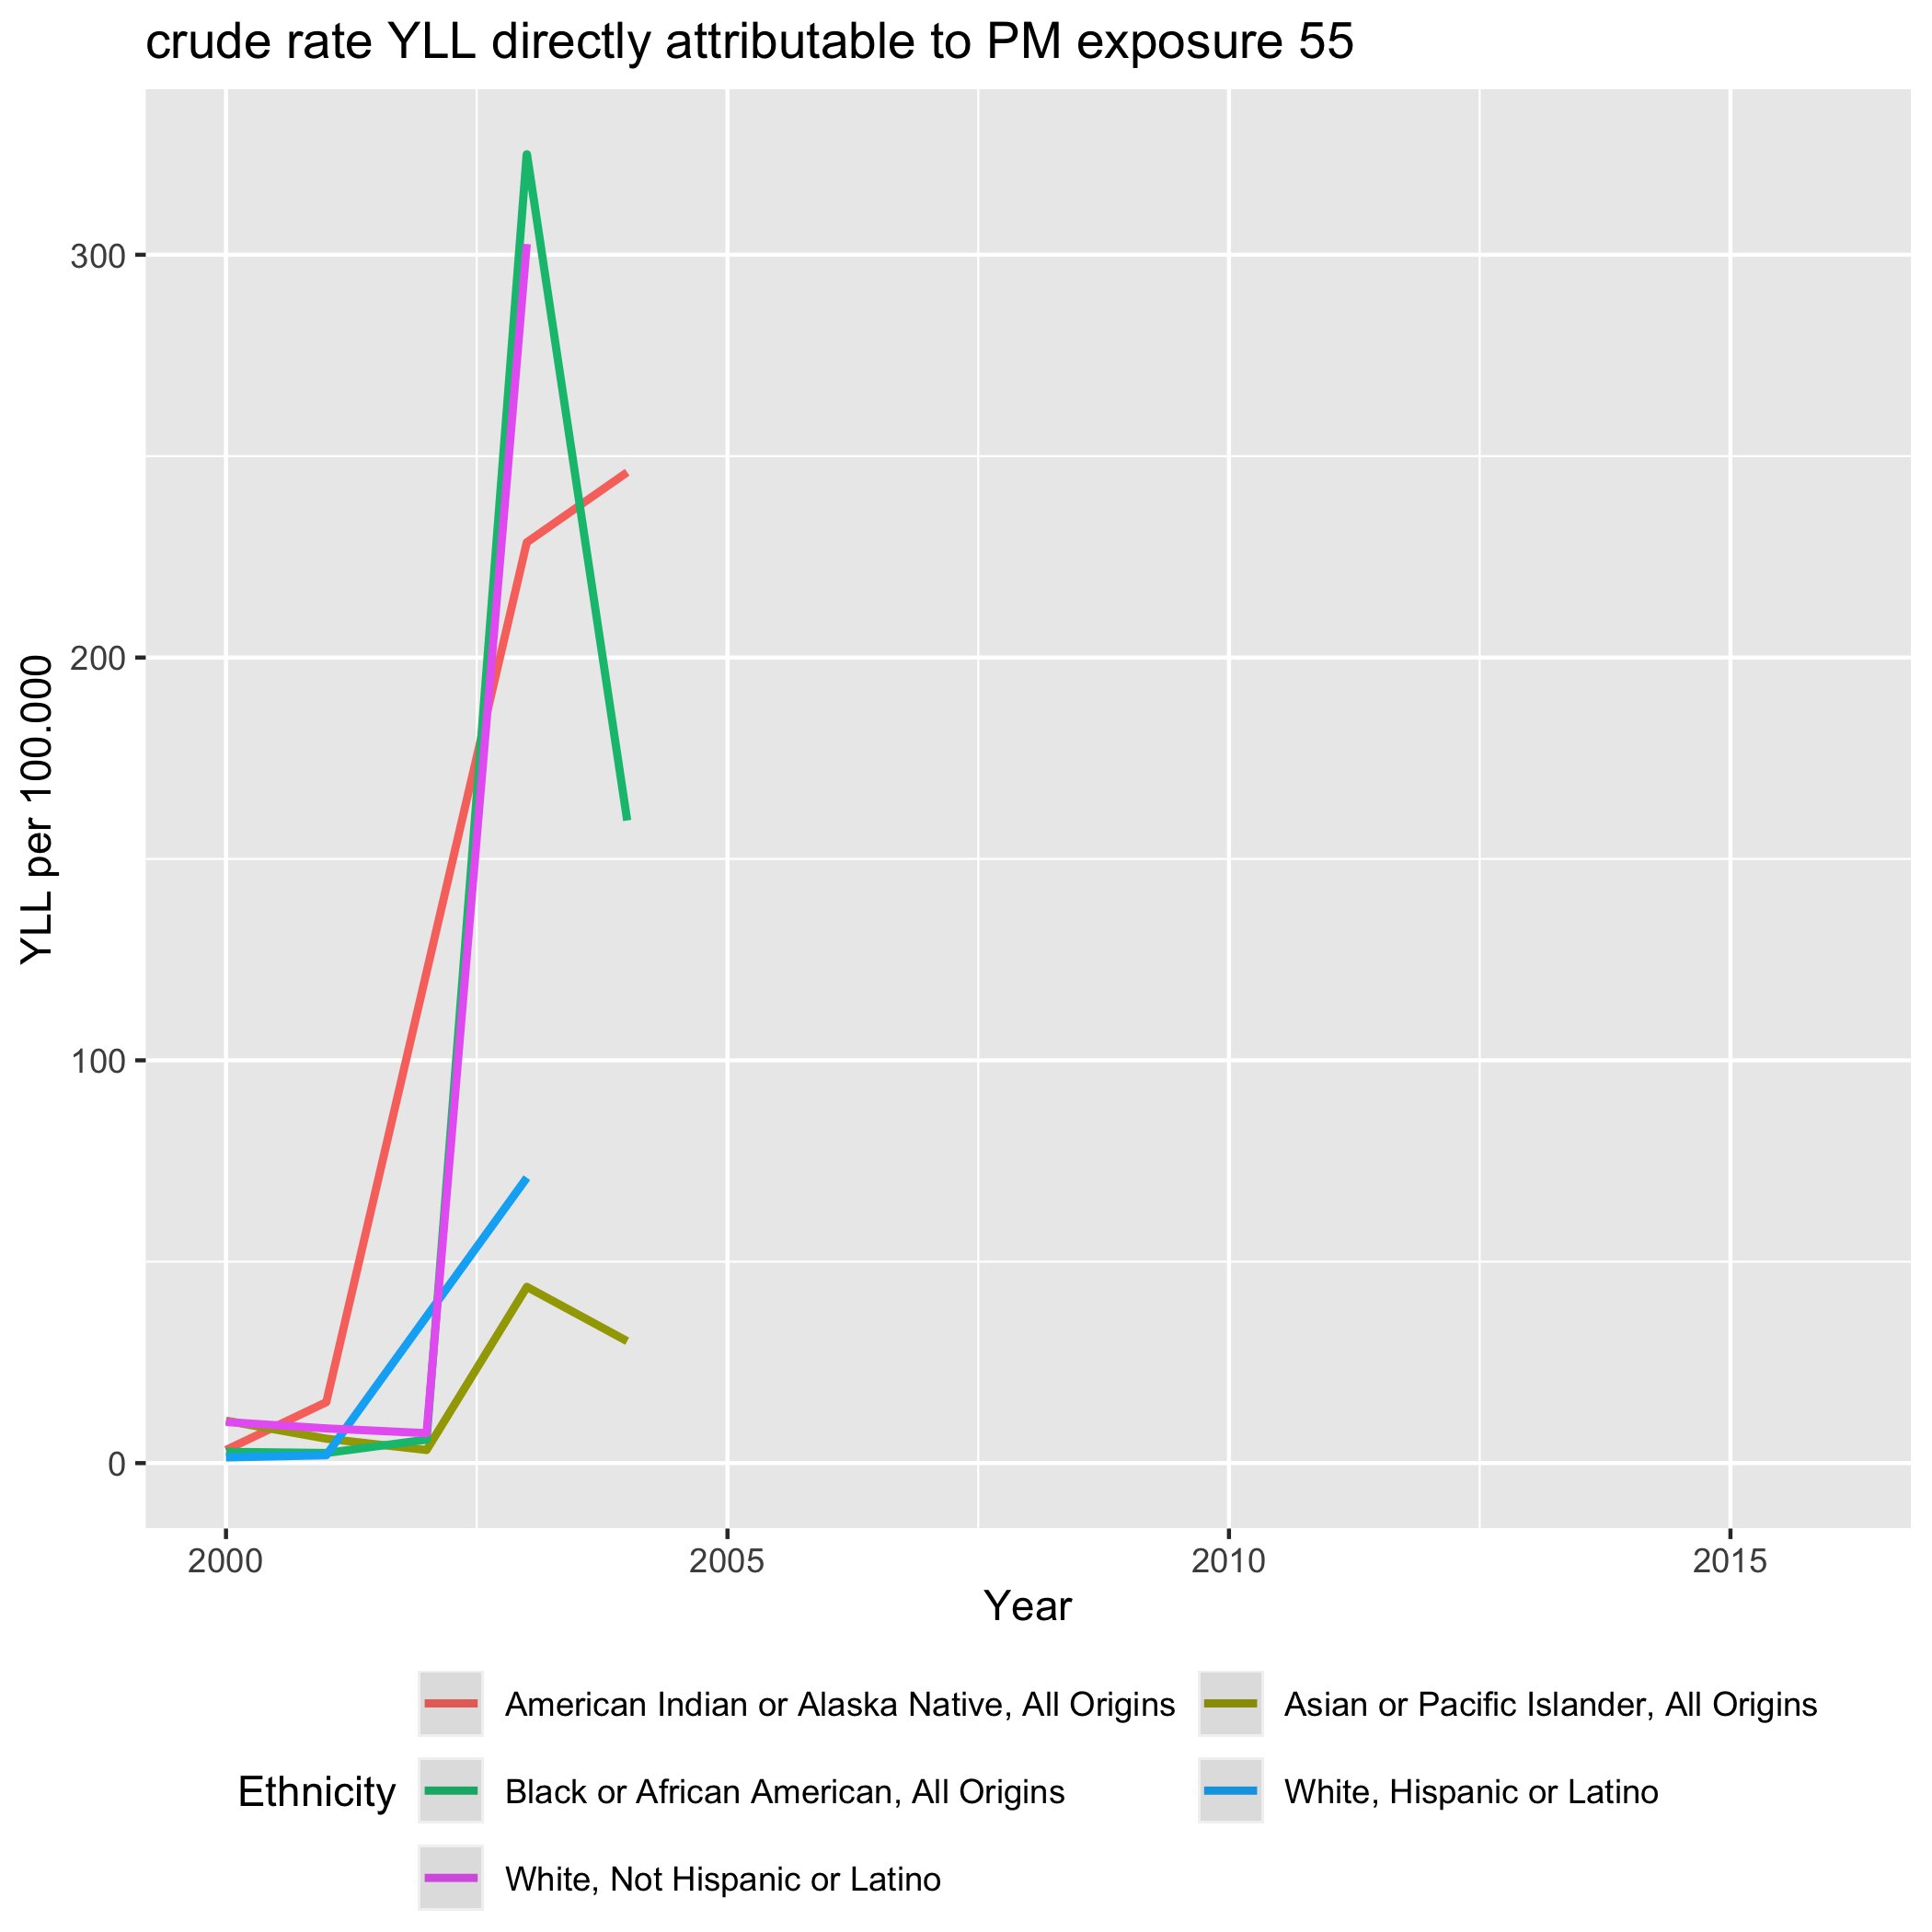 crude rate YLL directly attributable to PM exposure 55
YLL per 100.000
300
200
100
0
2000 2005 2010 2015
Year
Ethnicity
American Indian or Alaska Native, All Origins
Asian or Pacific Islander, All Origins
Black or African American, All Origins
White, Hispanic or Latino
White, Not Hispanic or Latino